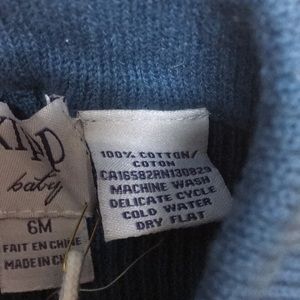 baby
6M
FAIT EN CHINE
MADE IN CHINA
100% COTTON/
COTON
CA16582RN130829
MACHINE WASH
DELICATE CYCLE
COLD WATER
DRY FLAT